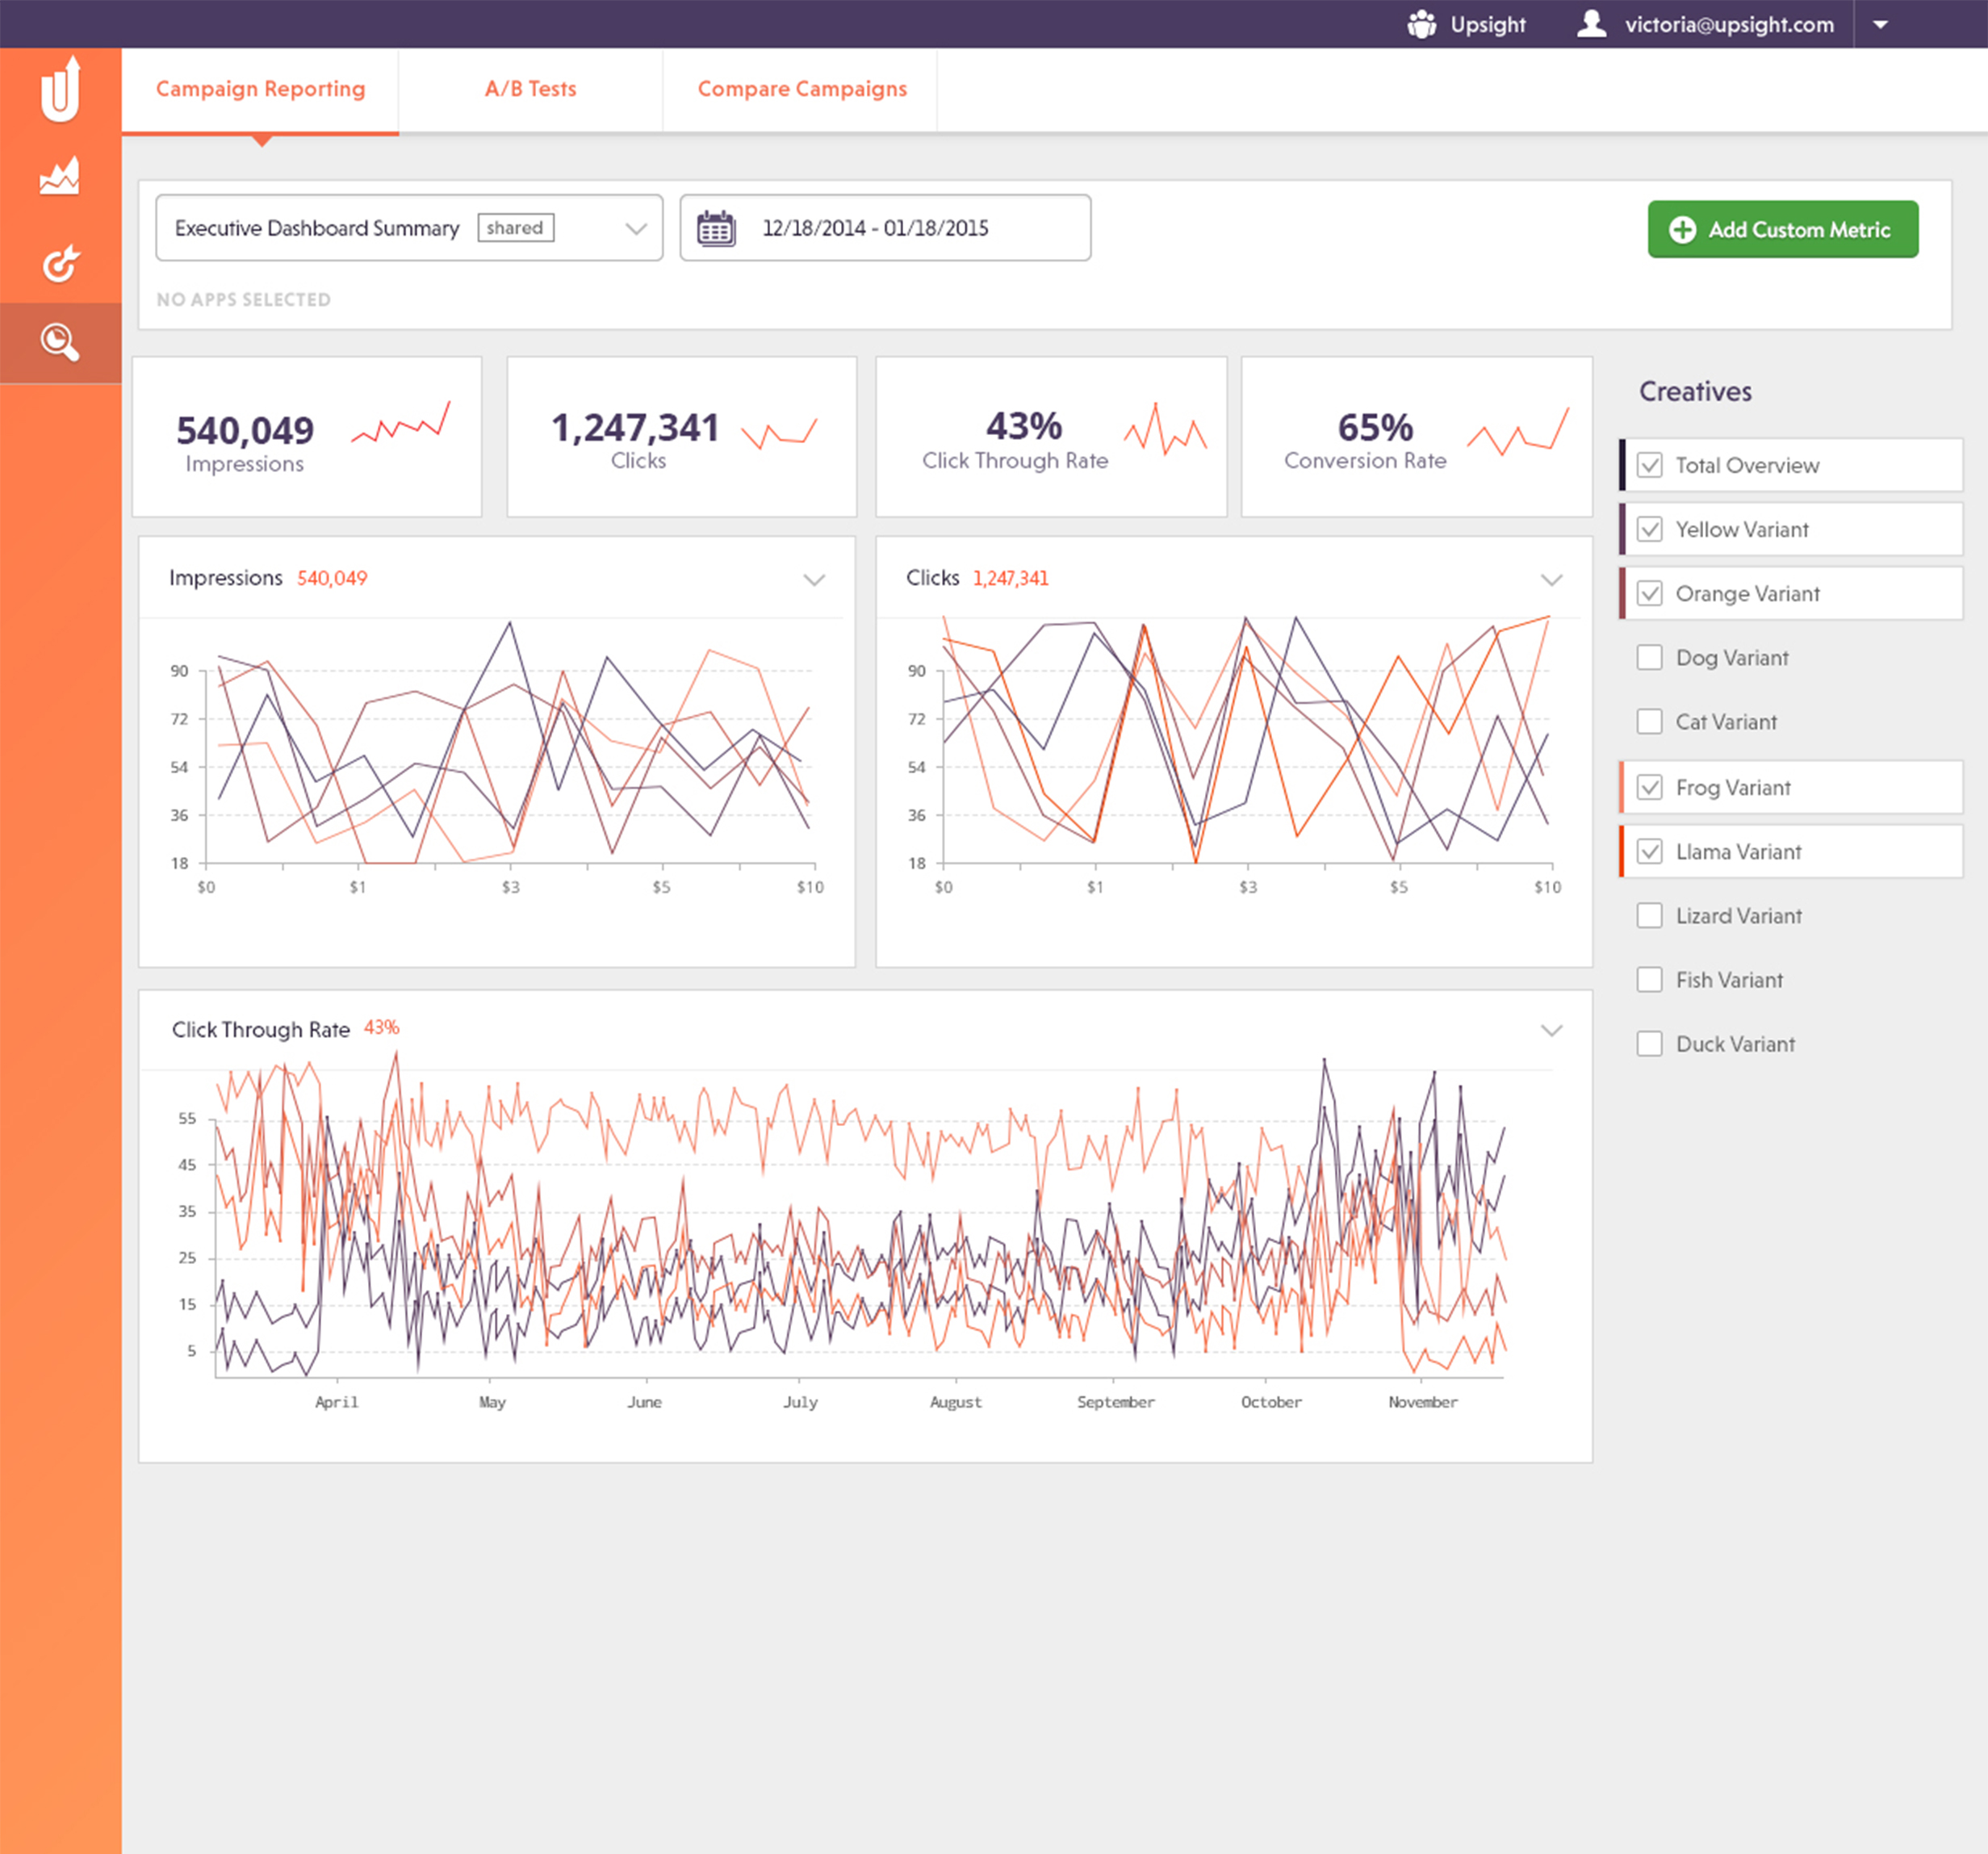 Upsight
victoria@upsight.com
Campaign Reporting
A/B Tests
Compare Campaigns
Executive Dashboard Summary shared
12/18/2014 - 01/18/2015
Add Custom Metric
NO APPS SELECTED
540,049
Impressions
1,247,341
Clicks
43%
Click Through Rate
65%
Conversion Rate
Impressions 540,049
90
72
54
36
18
$0 $1 $3 $5 $10
Clicks 1,247,341
90
72
54
36
18
$0 $1 $3 $5 $10
Click Through Rate 43%
55
45
35
25
15
5
April May June July August September October November
Creatives
Total Overview
Yellow Variant
Orange Variant
Dog Variant
Cat Variant
Frog Variant
Llama Variant
Lizard Variant
Fish Variant
Duck Variant